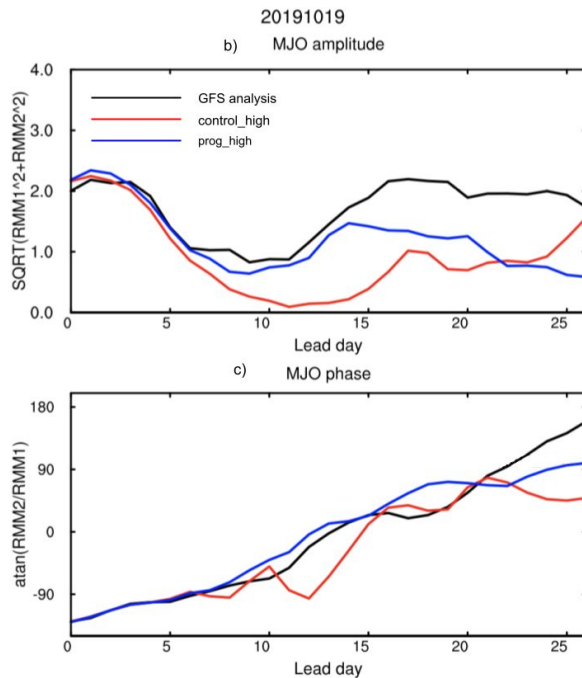 20191019
b) MJO amplitude
4.0
3.0
2.0
1.0
0.0
SQRT(RMM1^2+RMM2^2)
GFS analysis
control_high
prog_high
0 5 10 15 20 25
Lead day
c) MJO phase
180
90
0
-90
atan(RMM2/RMM1)
0 5 10 15 20 25
Lead day